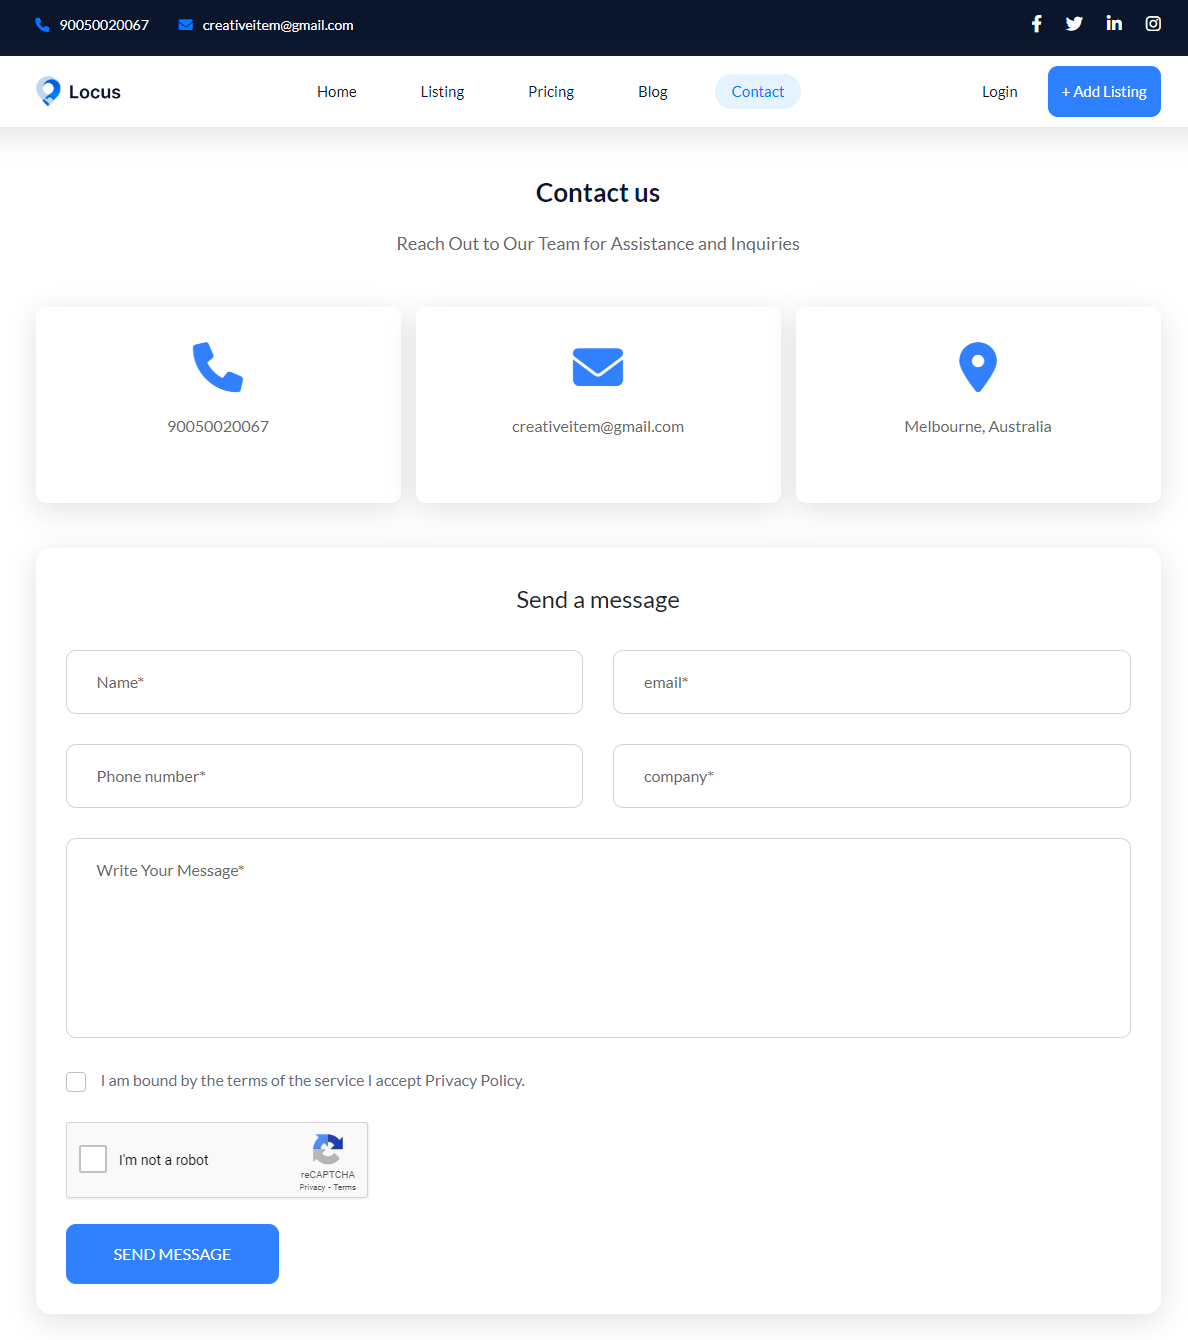 90050020067 creativeitem@gmail.com
Locus Home Listing Pricing Blog Contact Login + Add Listing
Contact us
Reach Out to Our Team for Assistance and Inquiries
90050020067 creativeitem@gmail.com Melbourne, Australia
Send a message
Name* email*
Phone number* company*
Write Your Message*
I am bound by the terms of the service I accept Privacy Policy.
I'm not a robot
reCAPTCHA
Privacy - Terms
SEND MESSAGE